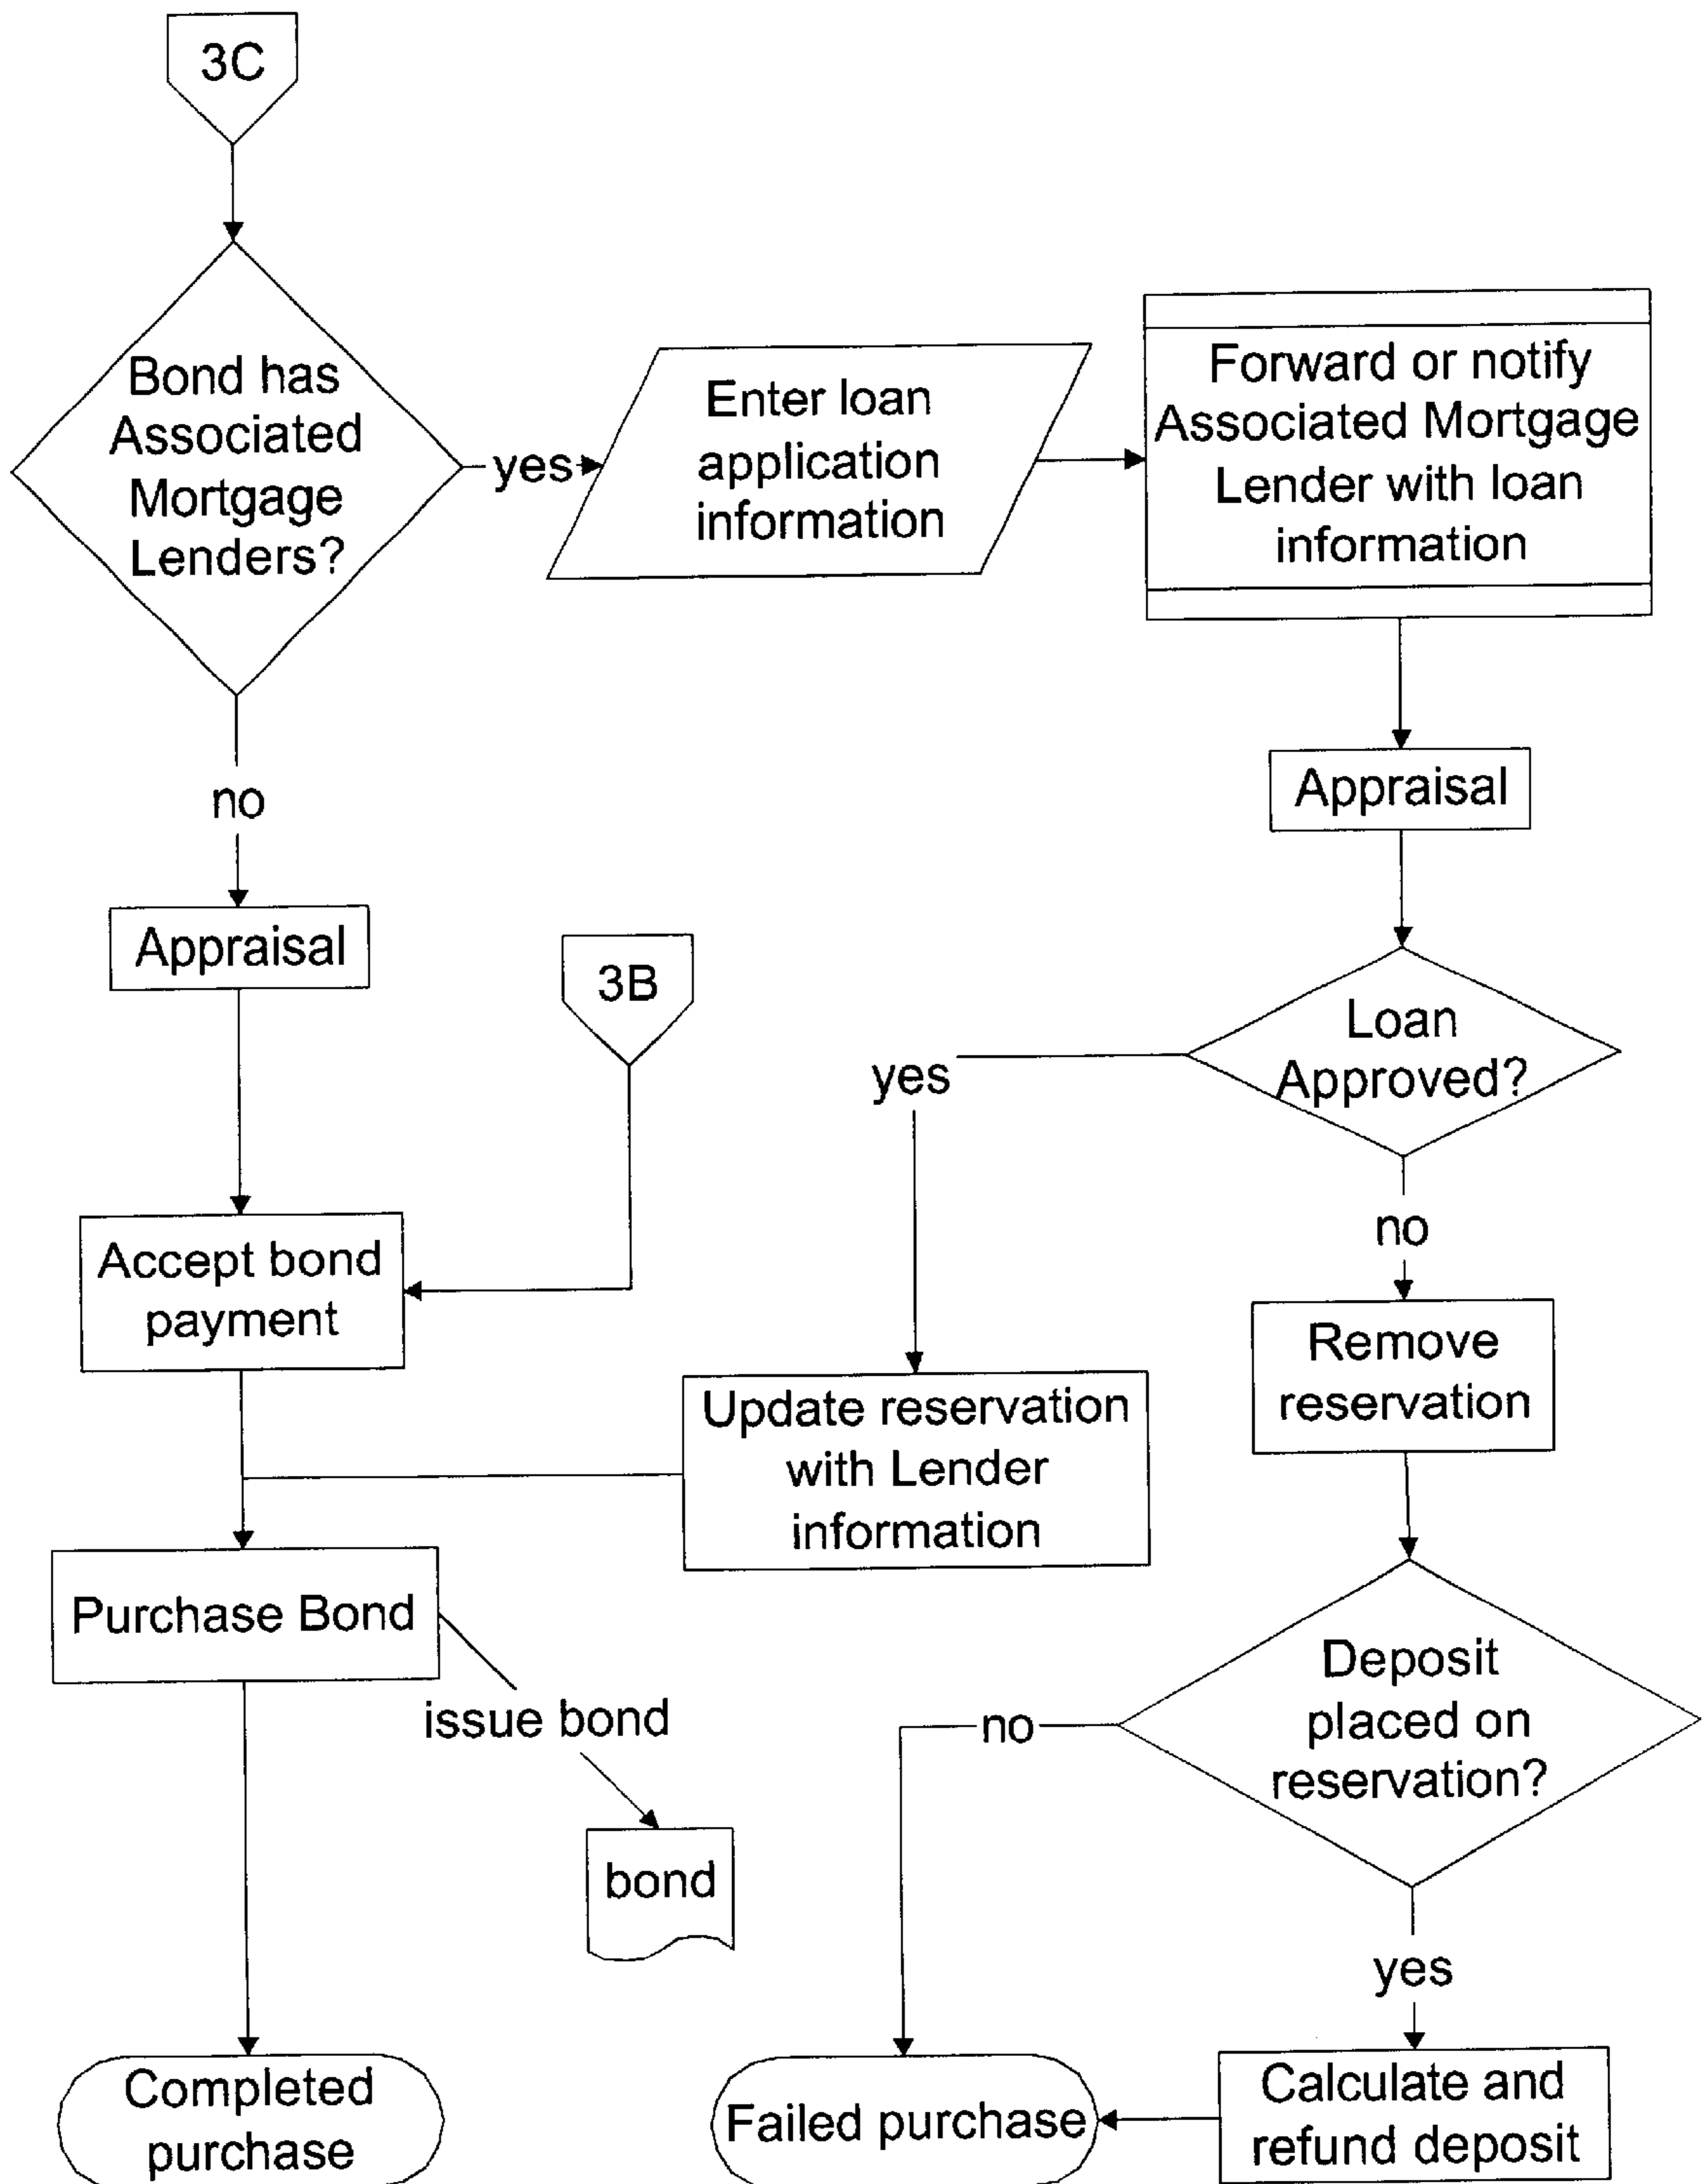 3C
Bond has
Associated
Mortgage
Lenders?
yes
Enter loan
application
information
Forward or notify
Associated Mortgage
Lender with loan
information
no
Appraisal
Appraisal
3B
Loan
Approved?
yes
no
Accept bond
payment
Remove
reservation
Update reservation
with Lender
information
Purchase Bond
issue bond
bond
Deposit
placed on
reservation?
no
yes
Completed
purchase
Failed purchase
Calculate and
refund deposit